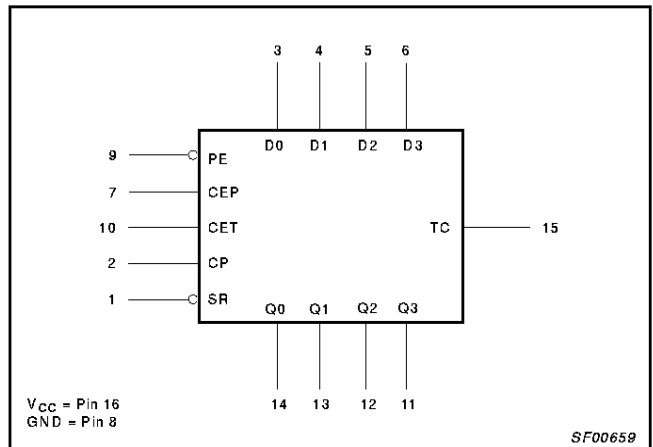 3 4 5 6
D0 D1 D2 D3
9 PE
7 CEP
10 CET TC 15
2 CP
1 SR
Q0 Q1 Q2 Q3
14 13 12 11
VCC = Pin 16
GND = Pin 8
SF00659